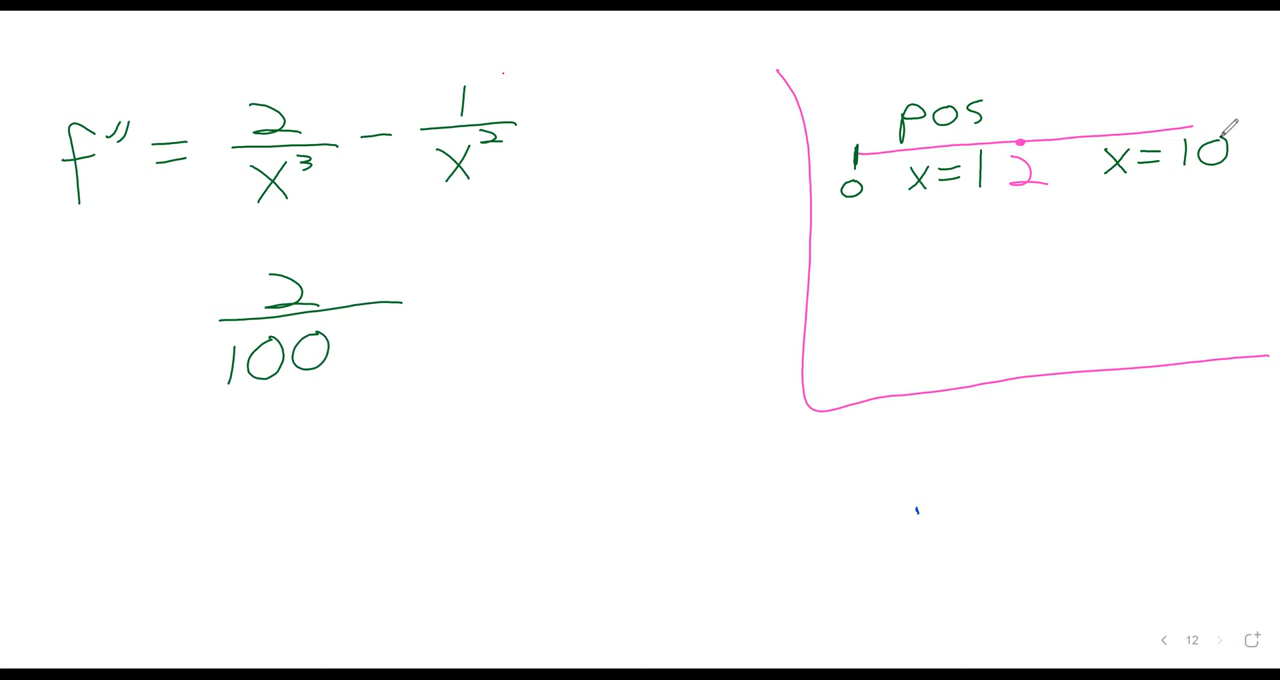 f'' = 2/x³ - 1/x²
2/100
pos
0 x=1 2 x=10
12